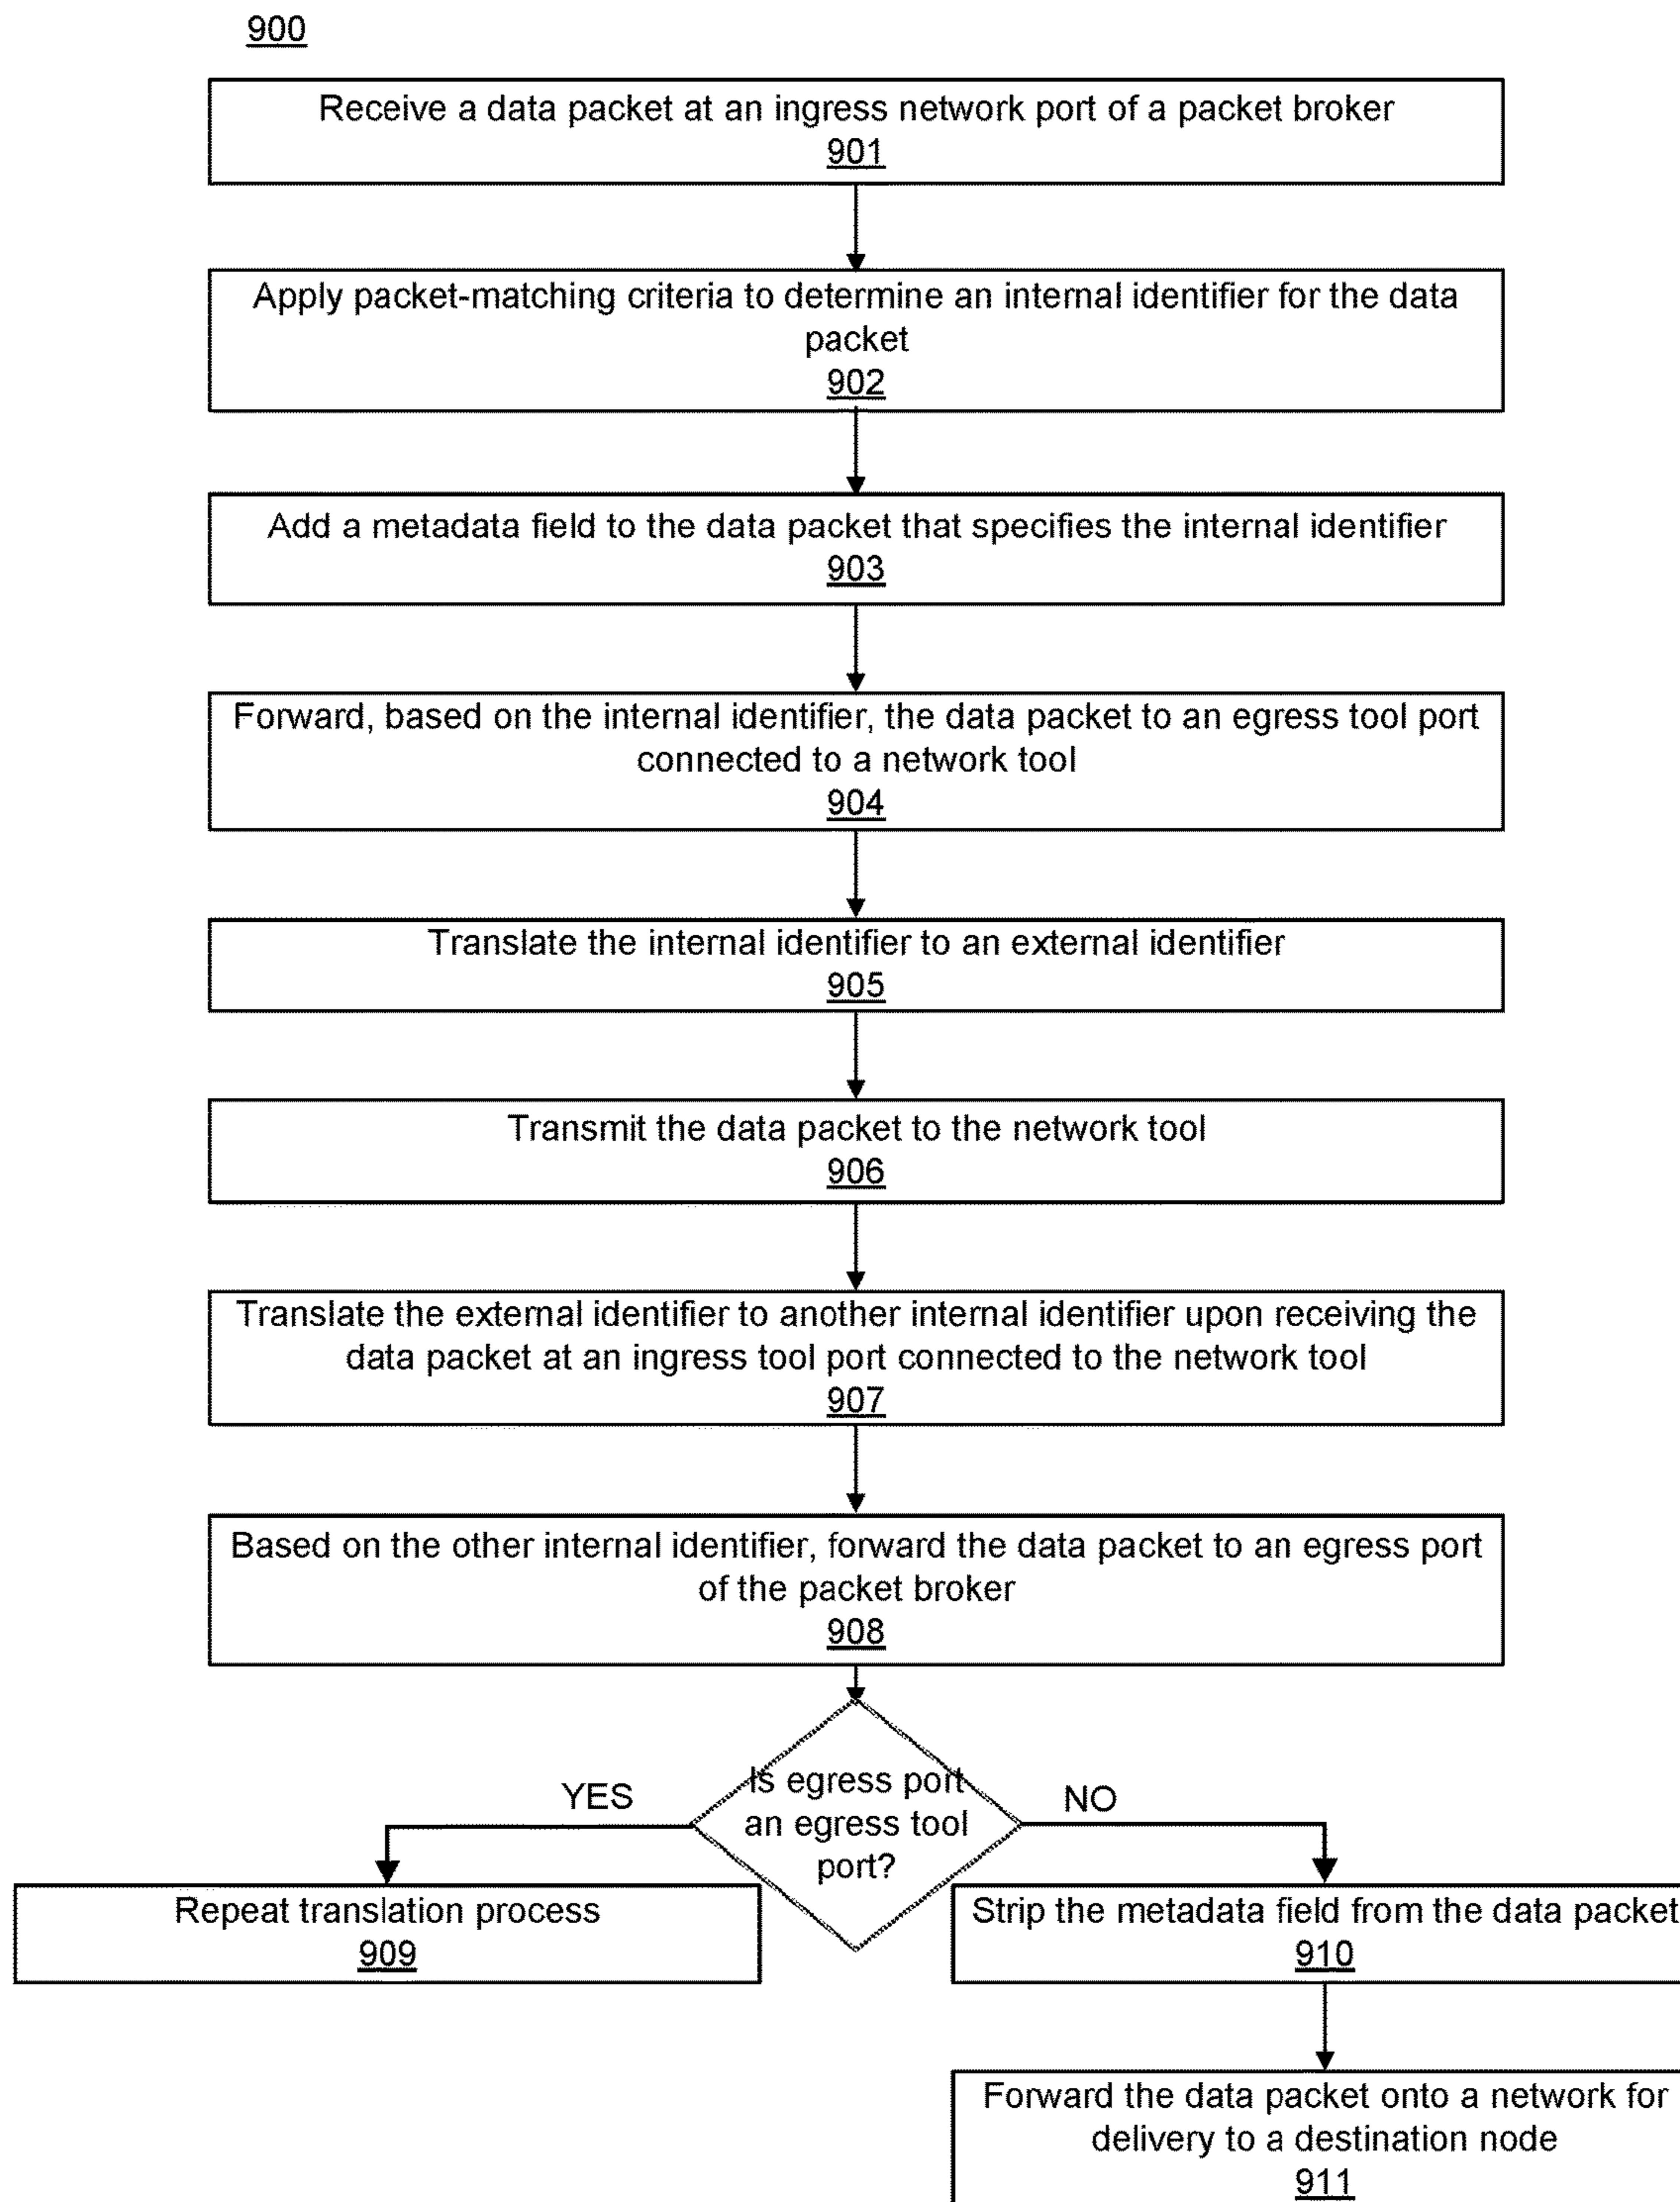 900
Receive a data packet at an ingress network port of a packet broker
901
Apply packet-matching criteria to determine an internal identifier for the data
packet
902
Add a metadata field to the data packet that specifies the internal identifier
903
Forward, based on the internal identifier, the data packet to an egress tool port
connected to a network tool
904
Translate the internal identifier to an external identifier
905
Transmit the data packet to the network tool
906
Translate the external identifier to another internal identifier upon receiving the
data packet at an ingress tool port connected to the network tool
907
Based on the other internal identifier, forward the data packet to an egress port
of the packet broker
908
Is egress port
an egress tool
port?
YES
NO
Repeat translation process
909
Strip the metadata field from the data packet
910
Forward the data packet onto a network for
delivery to a destination node
911